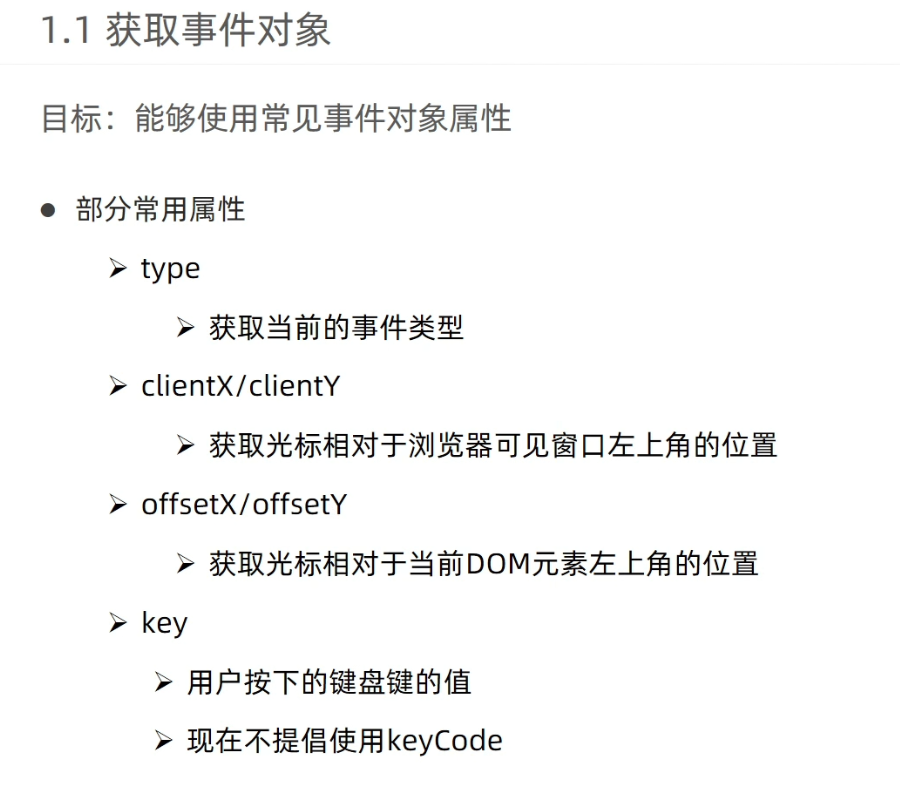 1.1 获取事件对象
目标：能够使用常见事件对象属性
部分常用属性
type
获取当前的事件类型
clientX/clientY
获取光标相对于浏览器可见窗口左上角的位置
offsetX/offsetY
获取光标相对于当前DOM元素左上角的位置
key
用户按下的键盘键的值
现在不提倡使用keyCode